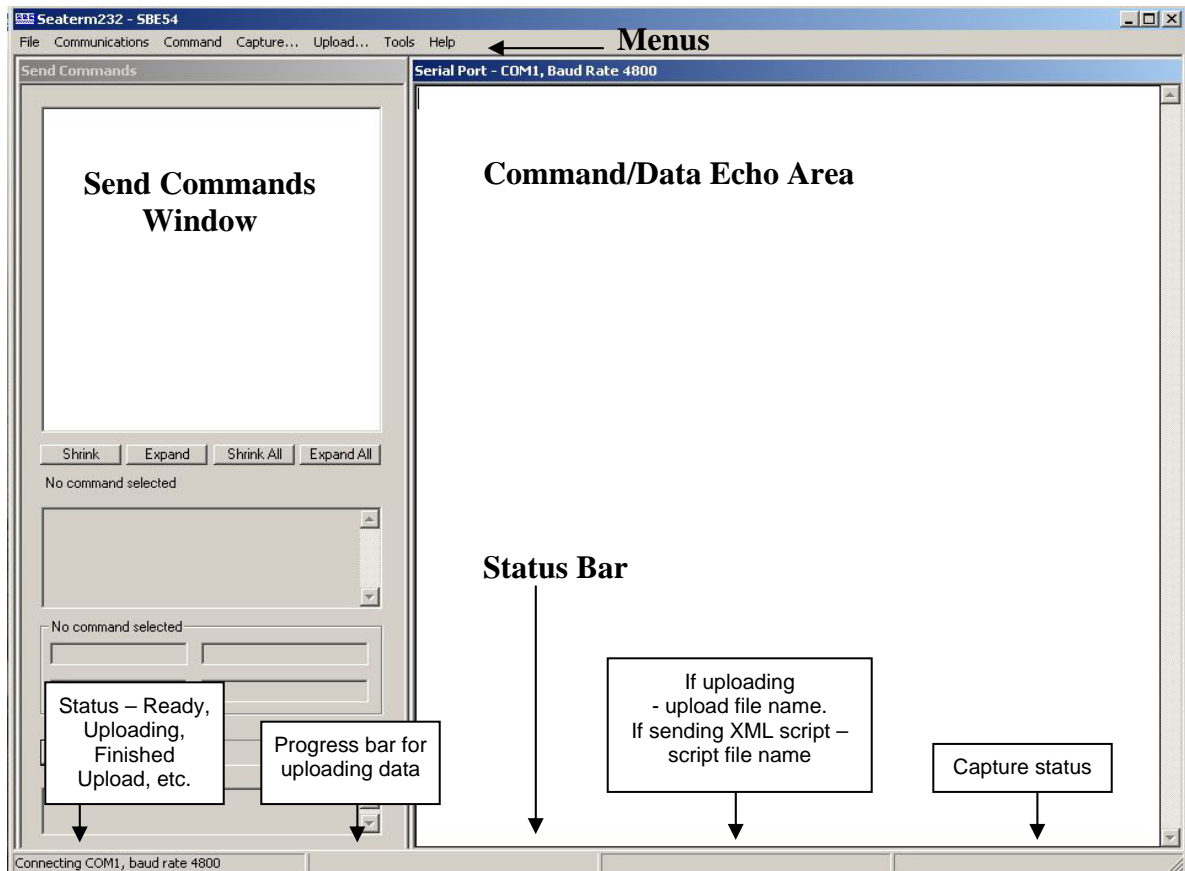 Seaterm232 - SBE54
File Communications Command Capture... Upload... Tools Help
Menus
Send Commands
Serial Port - COM1, Baud Rate 4800
Send Commands
Window
Command/Data Echo Area
Shrink Expand Shrink All Expand All
No command selected
Status Bar
No command selected
Status – Ready,
Uploading,
Finished
Upload, etc.
Progress bar for
uploading data
If uploading
- upload file name.
If sending XML script –
script file name
Capture status
Connecting COM1, baud rate 4800